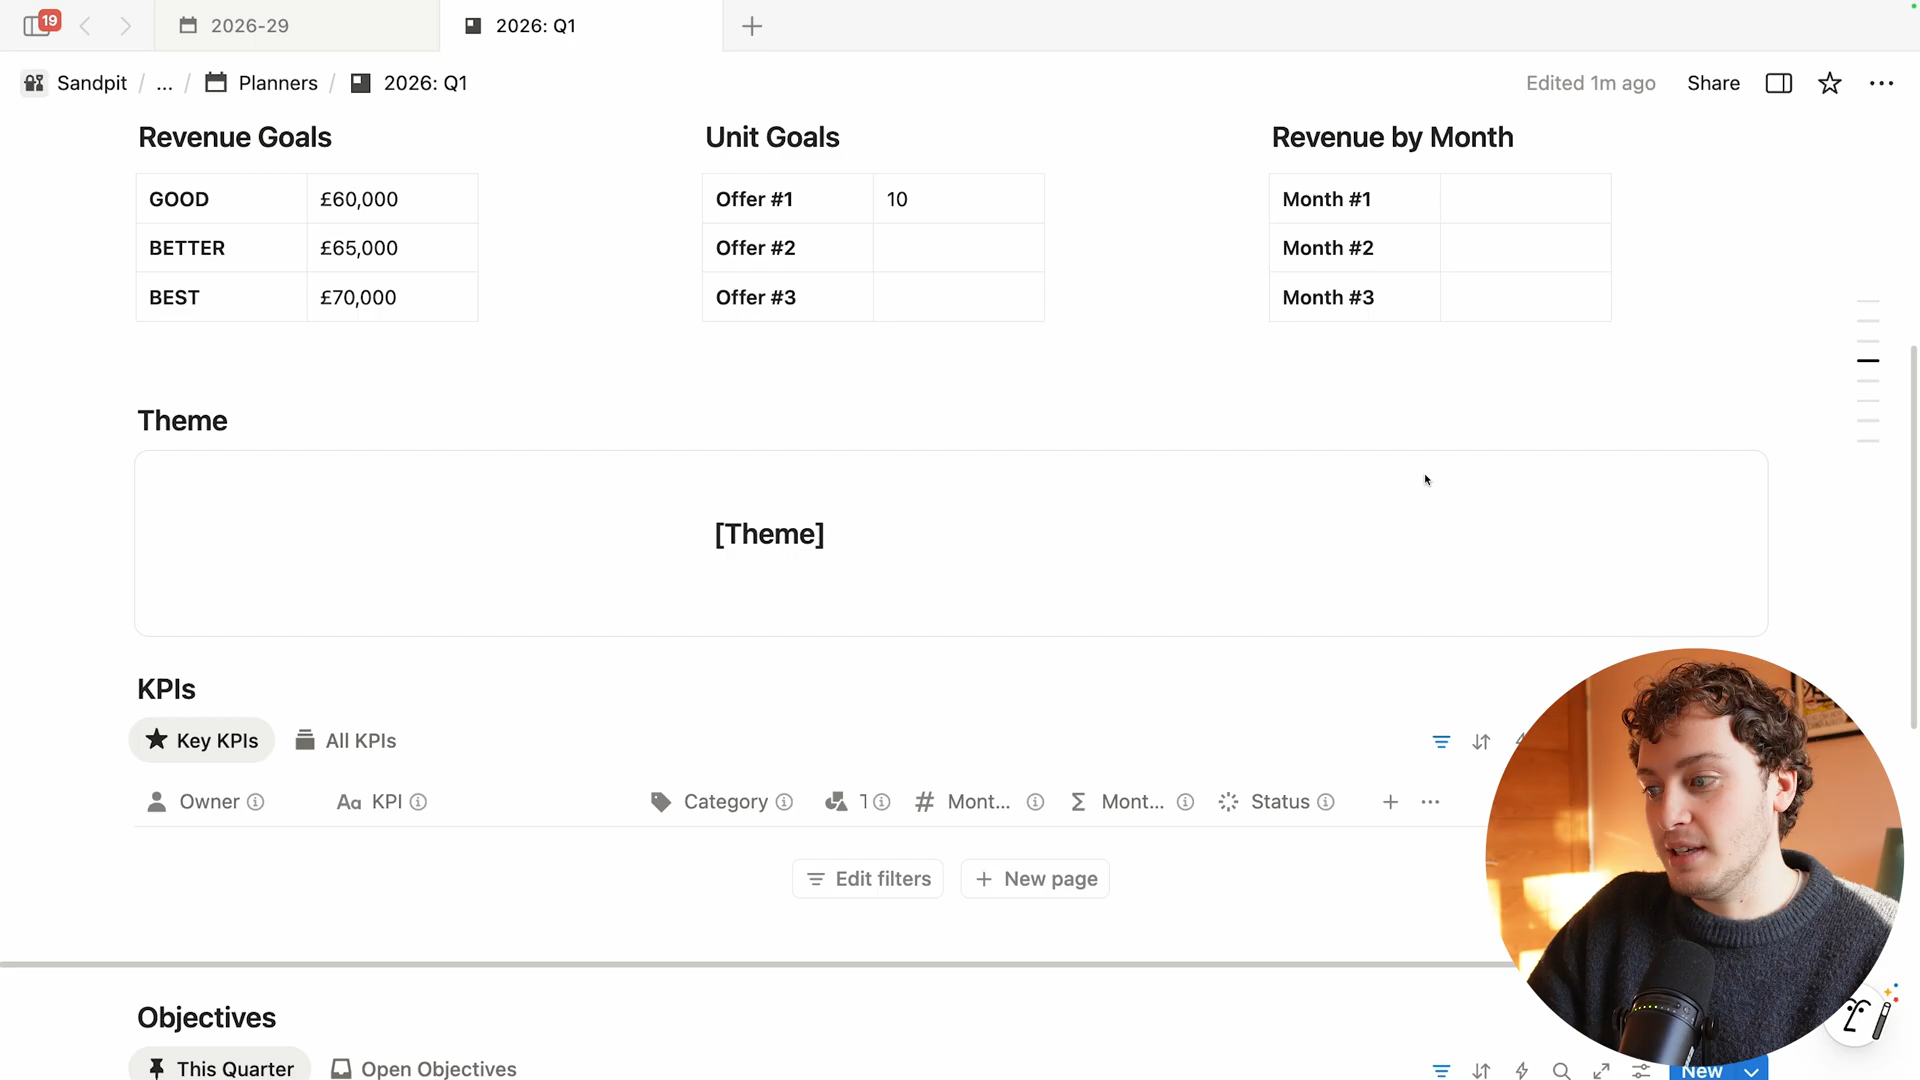 19
2026-29
2026: Q1
Sandpit / ... / Planners / 2026: Q1
Edited 1m ago
Share
Revenue Goals
GOOD £60,000
BETTER £65,000
BEST £70,000
Unit Goals
Offer #1 10
Offer #2
Offer #3
Revenue by Month
Month #1
Month #2
Month #3
Theme
[Theme]
KPIs
Key KPIs
All KPIs
Owner
Aa KPI
Category
# Mont...
Σ Mont...
Status
Edit filters
New page
Objectives
This Quarter
Open Objectives
New